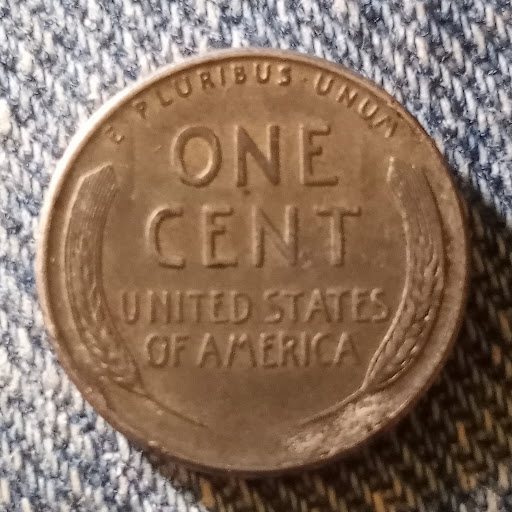 E PLURIBUS · UNUM
ONE
CENT
UNITED STATES
OF AMERICA